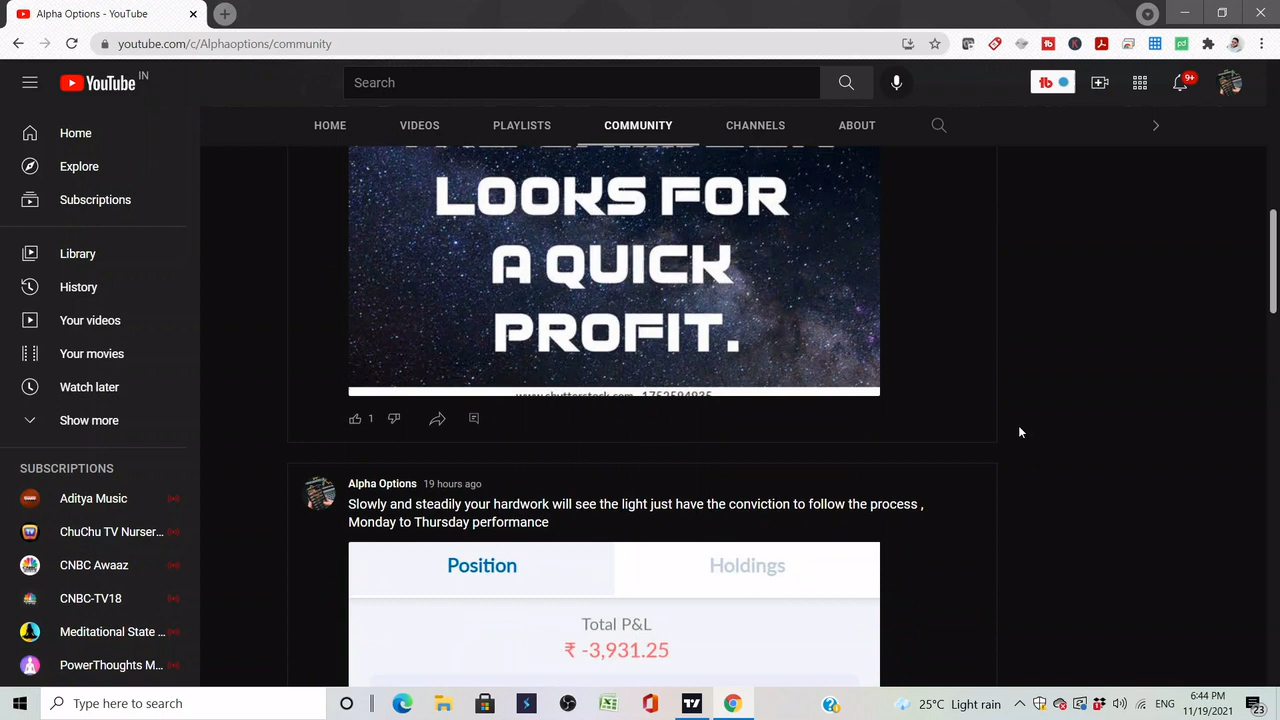 Alpha Options - YouTube
youtube.com/c/Alphaoptions/community
YouTube IN
Search
9+
HOME VIDEOS PLAYLISTS COMMUNITY CHANNELS ABOUT
Home
Explore
Subscriptions
Library
History
Your videos
Your movies
Watch later
Show more
SUBSCRIPTIONS
Aditya Music
ChuChu TV Nurser...
CNBC Awaaz
CNBC-TV18
Meditational State ...
PowerThoughts M...
LOOKS FOR
A QUICK
PROFIT.
1
Alpha Options 19 hours ago
Slowly and steadily your hardwork will see the light just have the conviction to follow the process ,
Monday to Thursday performance
Position Holdings
Total P&L
₹ -3,931.25
Type here to search
25°C Light rain
ENG
6:44 PM
11/19/2021
23